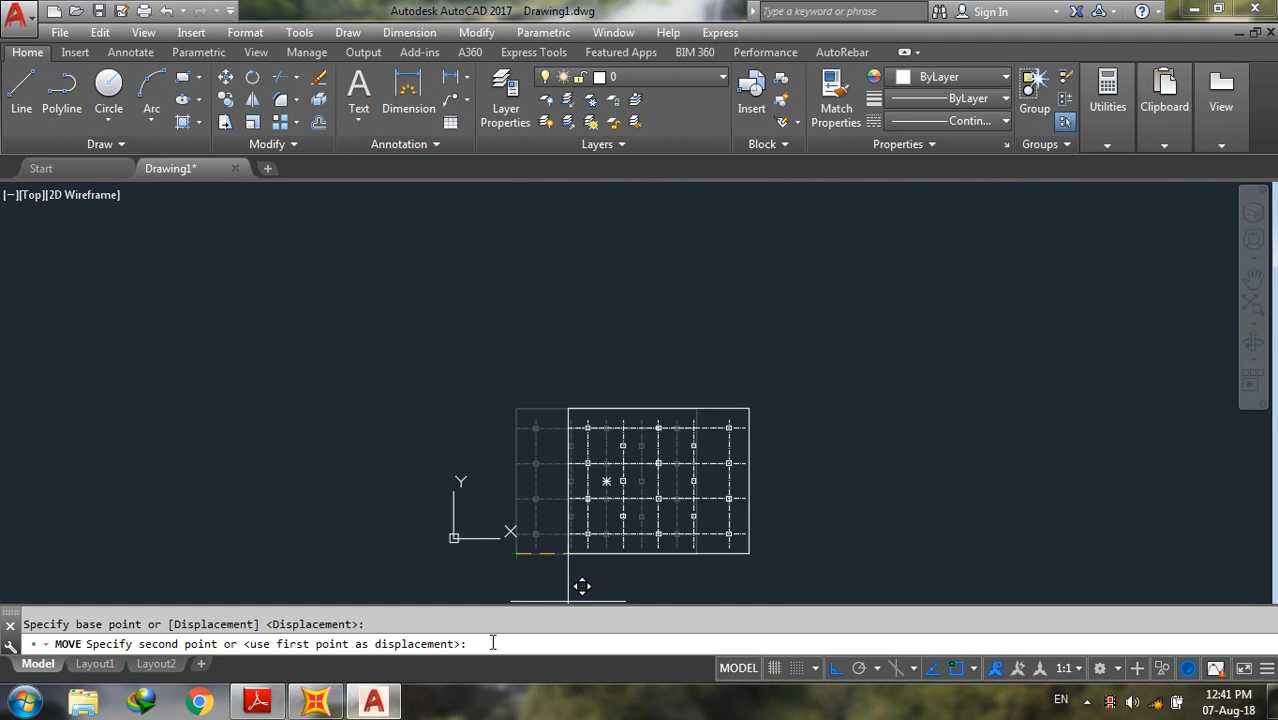 Autodesk AutoCAD 2017 Drawing1.dwg
Type a keyword or phrase
Sign In
File Edit View Insert Format Tools Draw Dimension Modify Parametric Window Help Express
Home Insert Annotate Parametric View Manage Output Add-ins A360 Express Tools Featured Apps BIM 360 Performance AutoRebar
Line Polyline Circle Arc
Text Dimension
Layer Properties
0
Insert
Match Properties
ByLayer
ByLayer
Contin...
Group
Utilities
Clipboard
View
Draw Modify Annotation Layers Block Properties Groups
Start Drawing1*
[−][Top][2D Wireframe]
Y
X
Specify base point or [Displacement] <Displacement>:
MOVE Specify second point or <use first point as displacement>:
Model Layout1 Layout2
MODEL 1:1
EN
12:41 PM
07-Aug-18